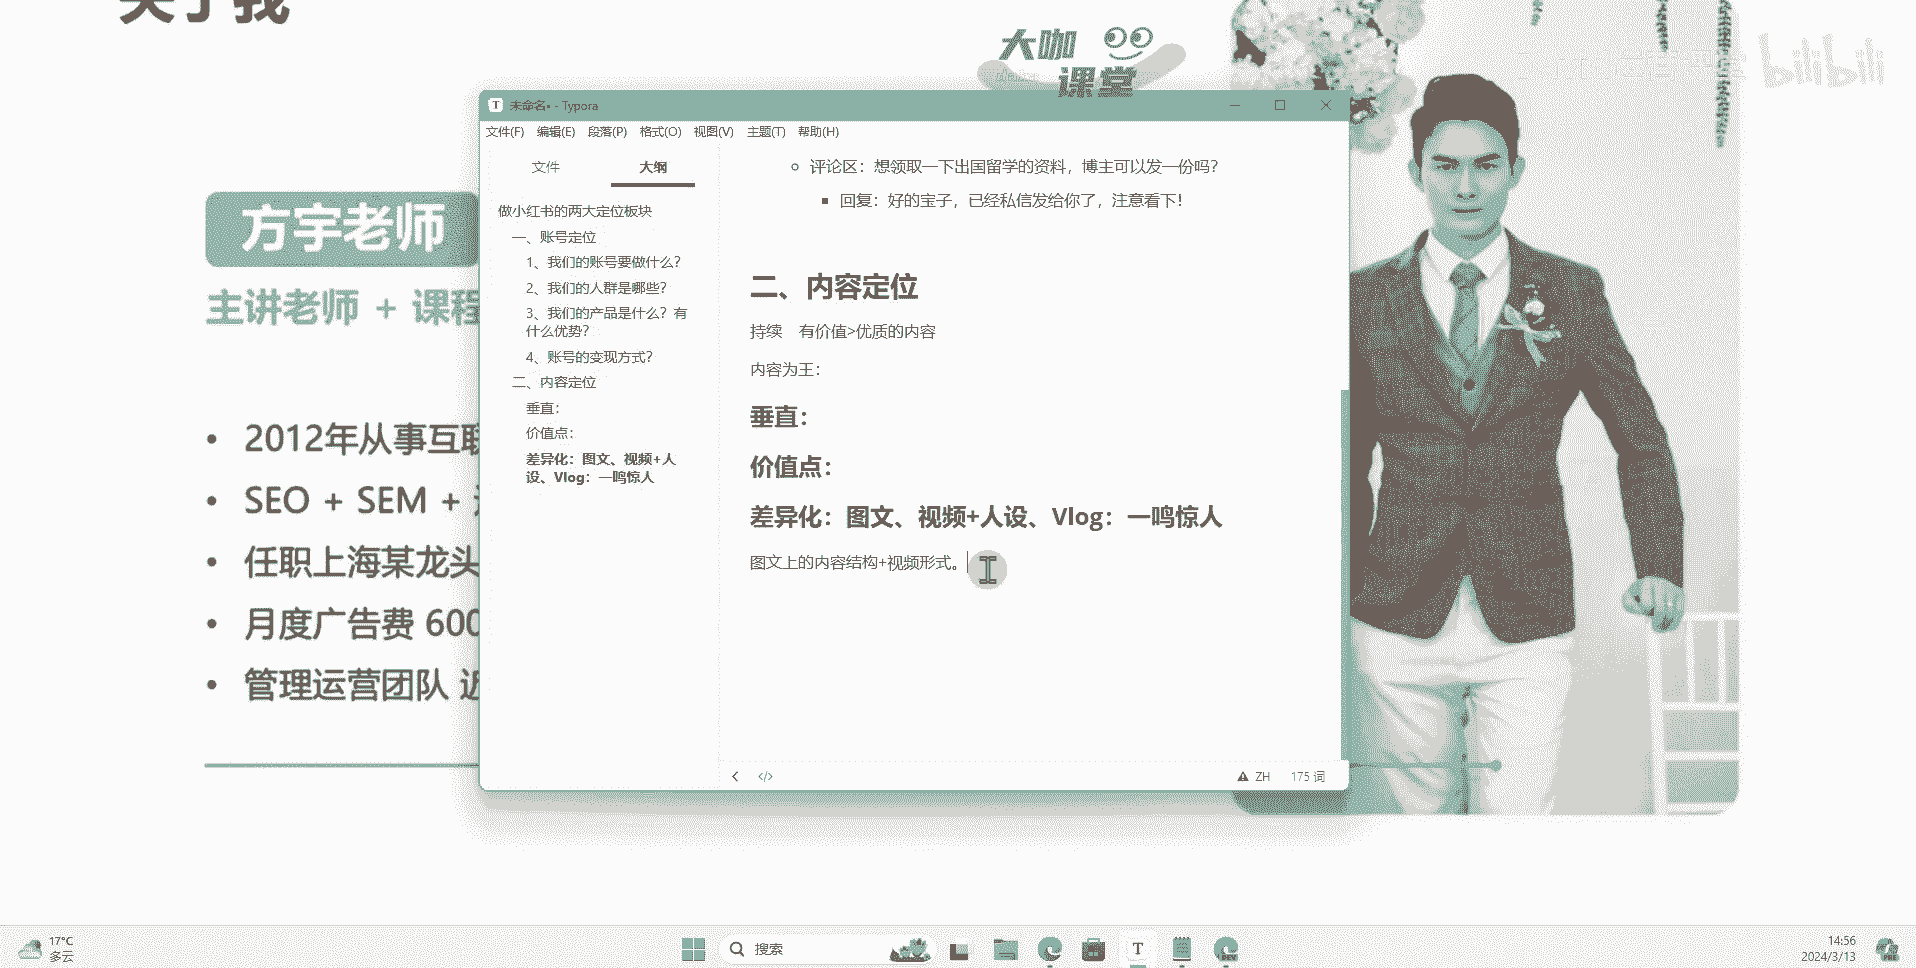 关于我
大咖
课堂
bilibili
方宇老师
主讲老师 + 课程
2012年从事互联
SEO + SEM +
任职上海某龙头
月度广告费 600
管理运营团队 近
未命名• - Typora
文件(F) 编辑(E) 段落(P) 格式(O) 视图(V) 主题(T) 帮助(H)
文件 大纲
做小红书的两大定位板块
一、账号定位
1、我们的账号要做什么？
2、我们的人群是哪些？
3、我们的产品是什么？有
什么优势？
4、账号的变现方式？
二、内容定位
垂直：
价值点：
差异化：图文、视频+人
设、Vlog：一鸣惊人
评论区：想领取一下出国留学的资料，博主可以发一份吗？
回复：好的宝子，已经私信发给你了，注意看下！
二、内容定位
持续 有价值>优质的内容
内容为王：
垂直：
价值点：
差异化：图文、视频+人设、Vlog：一鸣惊人
图文上的内容结构+视频形式。
ZH 175 词
17°C
多云
搜索
14:56
2024/3/13